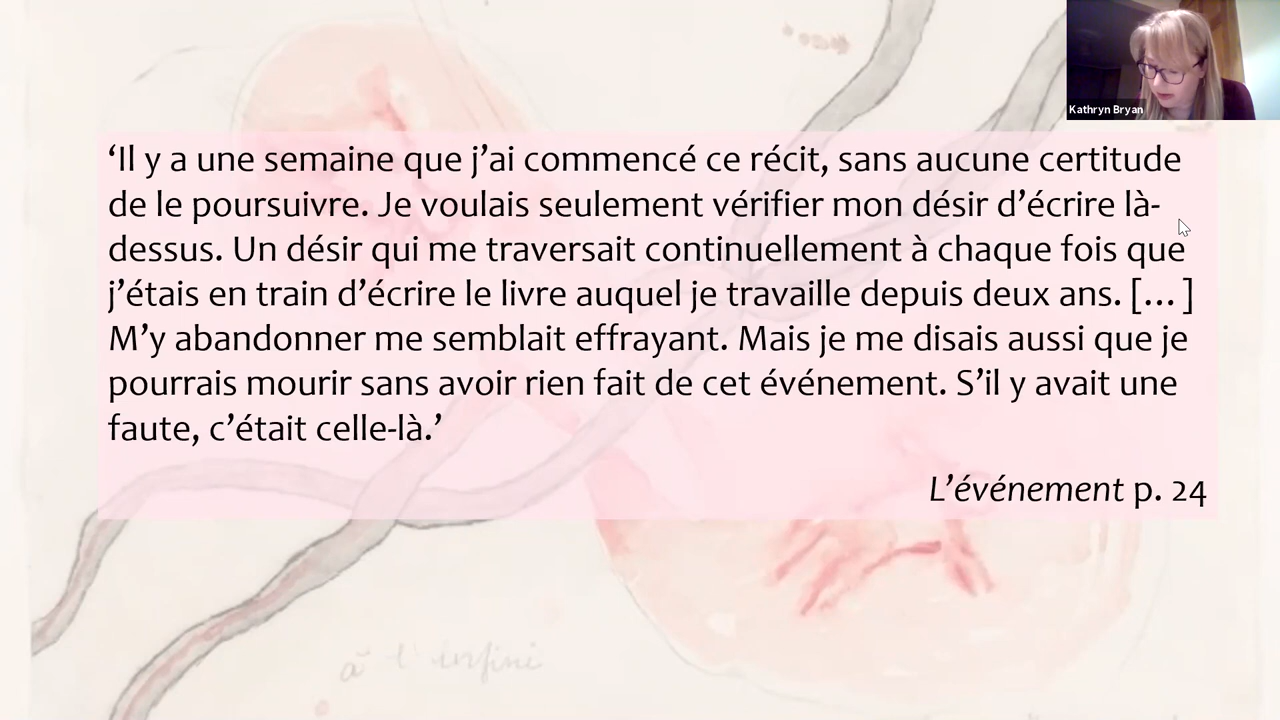 Kathryn Bryan
‘Il y a une semaine que j’ai commencé ce récit, sans aucune certitude
de le poursuivre. Je voulais seulement vérifier mon désir d’écrire là-
dessus. Un désir qui me traversait continuellement à chaque fois que
j’étais en train d’écrire le livre auquel je travaille depuis deux ans. […]
M’y abandonner me semblait effrayant. Mais je me disais aussi que je
pourrais mourir sans avoir rien fait de cet événement. S’il y avait une
faute, c’était celle-là.’
L’événement p. 24
à l'infini